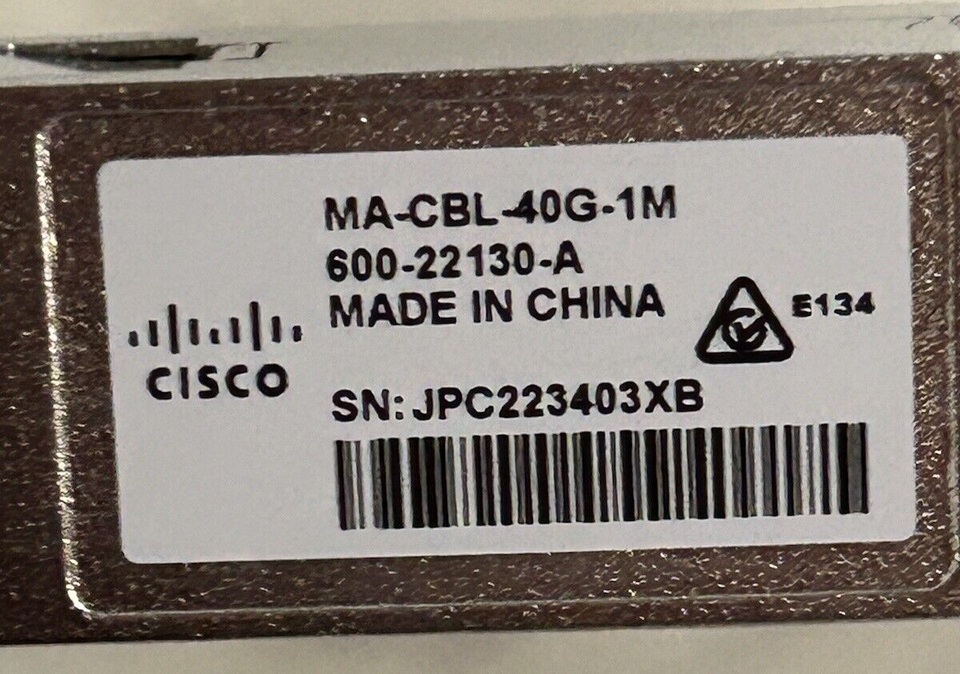 MA-CBL-40G-1M
600-22130-A
MADE IN CHINA
E134
CISCO
SN: JPC223403XB